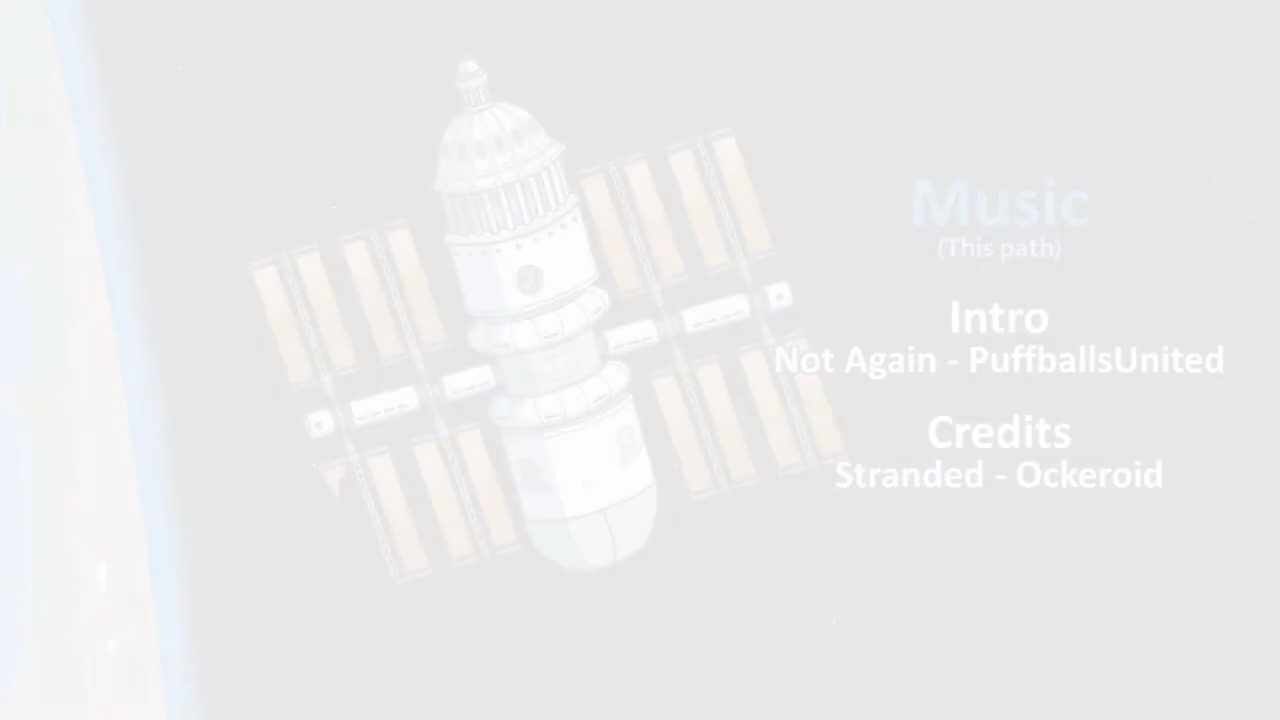 Music
(This path)
Intro
Not Again - PuffballsUnited
Credits
Stranded - Ockeroid